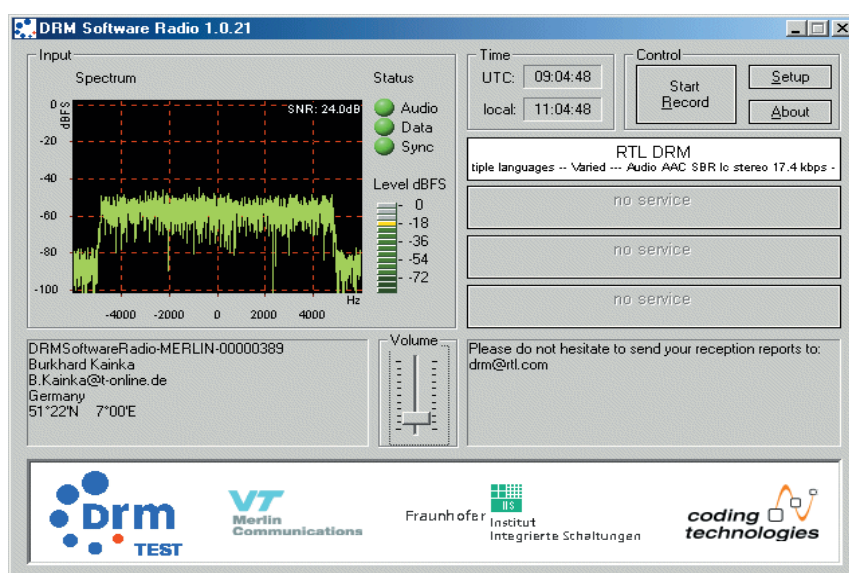 DRM Software Radio 1.0.21
Input
Spectrum
SNR: 24.0dB
dBFS
0
-20
-40
-60
-80
-100
-4000 -2000 0 2000 4000
Hz
Status
Audio
Data
Sync
Level dBFS
0
-18
-36
-54
-72
Time
UTC: 09:04:48
local: 11:04:48
Control
Start
Record
Setup
About
RTL DRM
tiple languages -- Varied --- Audio AAC SBR lc stereo 17.4 kbps -
no service
no service
no service
DRMSoftwareRadio-MERLIN-00000389
Burkhard Kainka
B.Kainka@t-online.de
Germany
51°22'N 7°00'E
Volume
Please do not hesitate to send your reception reports to:
drm@rtl.com
Drm
TEST
VT
Merlin
Communications
Fraunhofer
IIS
Institut
Integrierte Schaltungen
coding
technologies